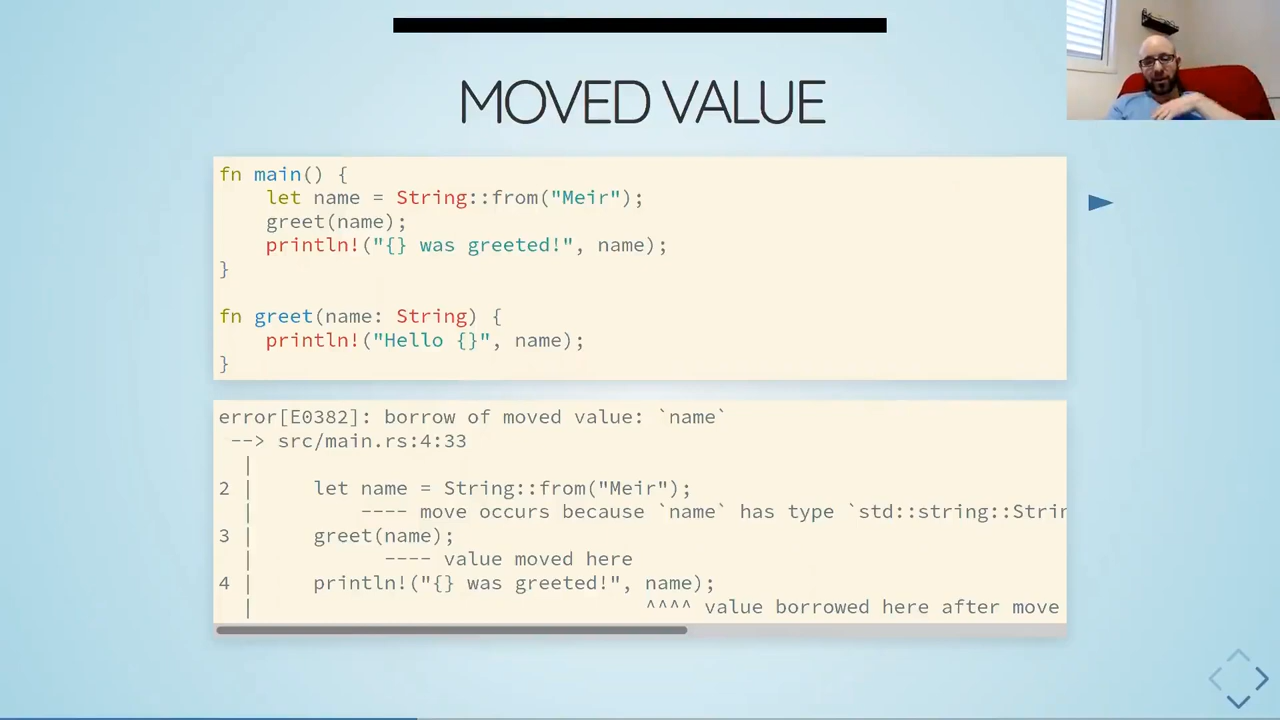 MOVED VALUE
fn main() {
    let name = String::from("Meir");
    greet(name);
    println!("{} was greeted!", name);
}

fn greet(name: String) {
    println!("Hello {}", name);
}
error[E0382]: borrow of moved value: `name`
 --> src/main.rs:4:33
  |
2 |     let name = String::from("Meir");
  |         ---- move occurs because `name` has type `std::string::Strin
3 |     greet(name);
  |           ---- value moved here
4 |     println!("{} was greeted!", name);
  |                                 ^^^^ value borrowed here after move